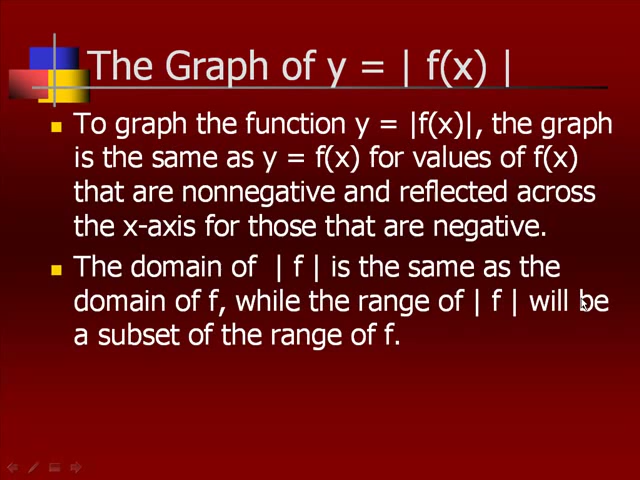 The Graph of y = | f(x) |
To graph the function y = |f(x)|, the graph
is the same as y = f(x) for values of f(x)
that are nonnegative and reflected across
the x-axis for those that are negative.
The domain of | f | is the same as the
domain of f, while the range of | f | will be
a subset of the range of f.